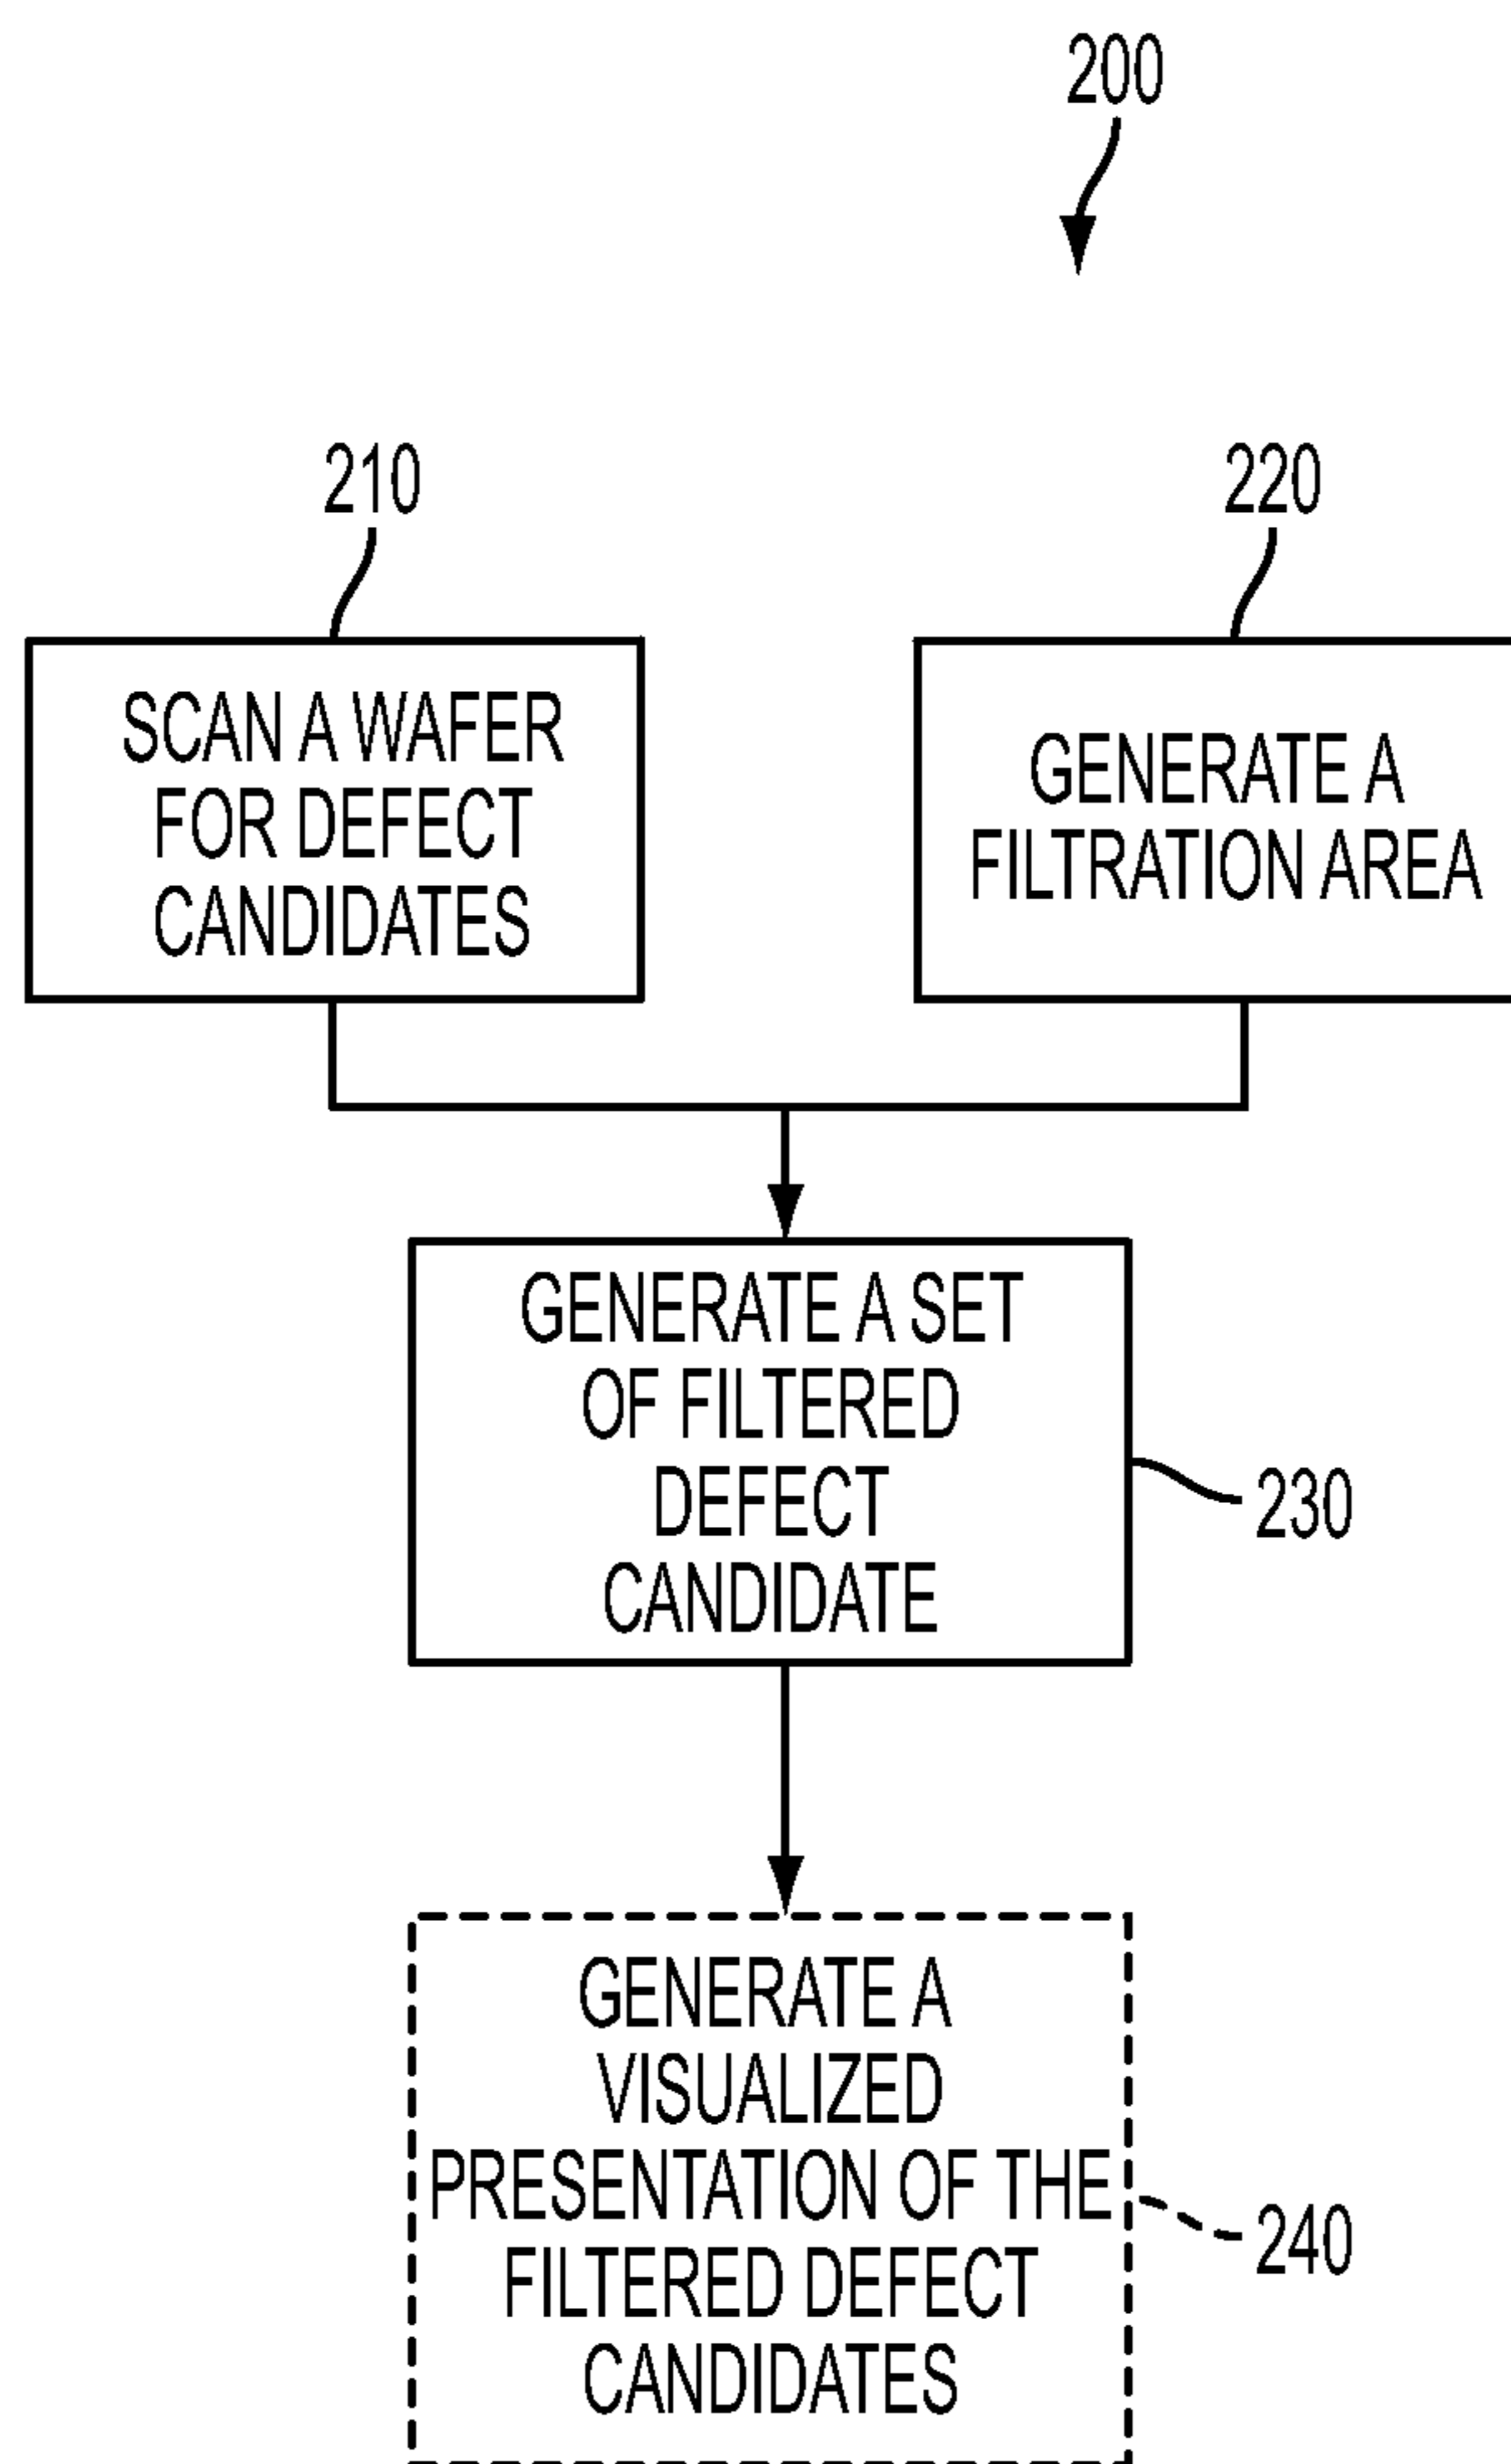 200
210
220
SCAN A WAFER
FOR DEFECT
CANDIDATES
GENERATE A
FILTRATION AREA
GENERATE A SET
OF FILTERED
DEFECT
CANDIDATE
230
GENERATE A
VISUALIZED
PRESENTATION OF THE
FILTERED DEFECT
CANDIDATES
240